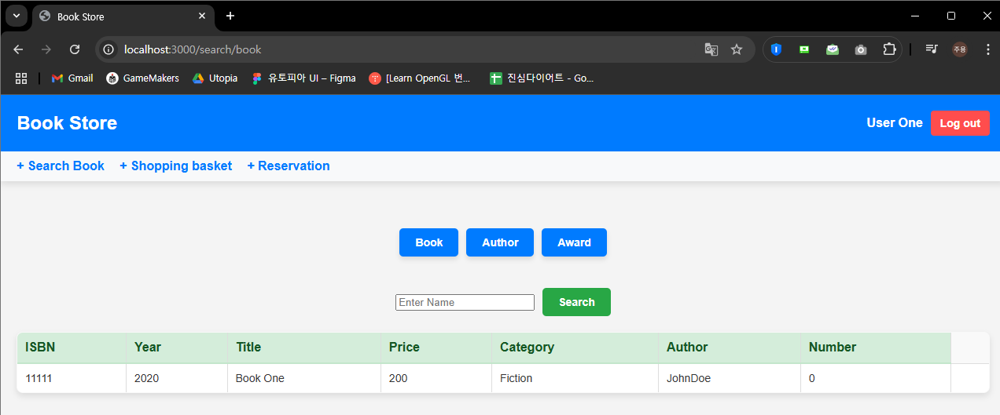 Book Store
localhost:3000/search/book
주용
Gmail GameMakers Utopia 유토피아 UI – Figma [Learn OpenGL 번... 진심다이어트 - Go...
Book Store User One Log out
+ Search Book + Shopping basket + Reservation
Book Author Award
Enter Name Search
ISBN Year Title Price Category Author Number
11111 2020 Book One 200 Fiction JohnDoe 0